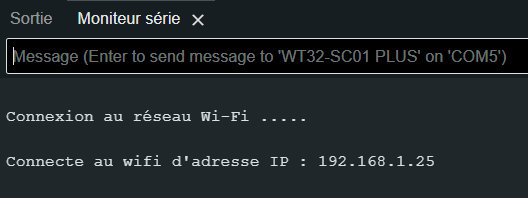 Sortie Moniteur série
Message (Enter to send message to 'WT32-SC01 PLUS' on 'COM5')
Connexion au réseau Wi-Fi .....
Connecte au wifi d'adresse IP : 192.168.1.25